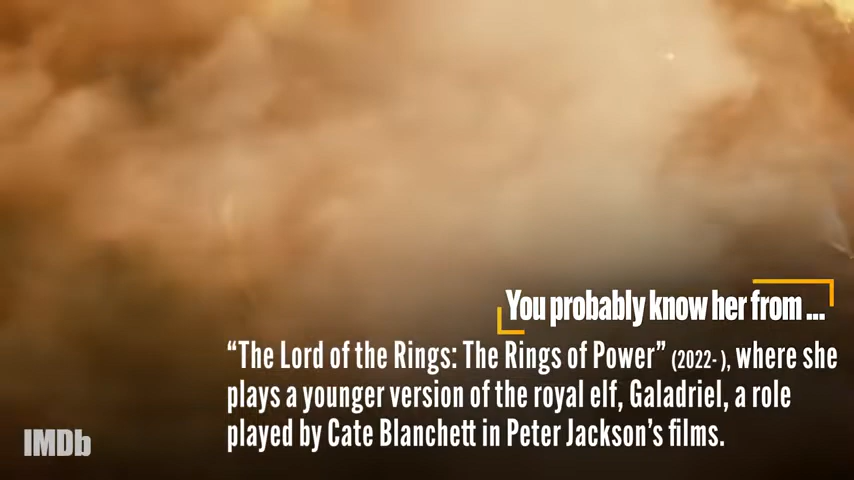 You probably know her from ...
“The Lord of the Rings: The Rings of Power” (2022- ), where she
plays a younger version of the royal elf, Galadriel, a role
played by Cate Blanchett in Peter Jackson’s films.
IMDb